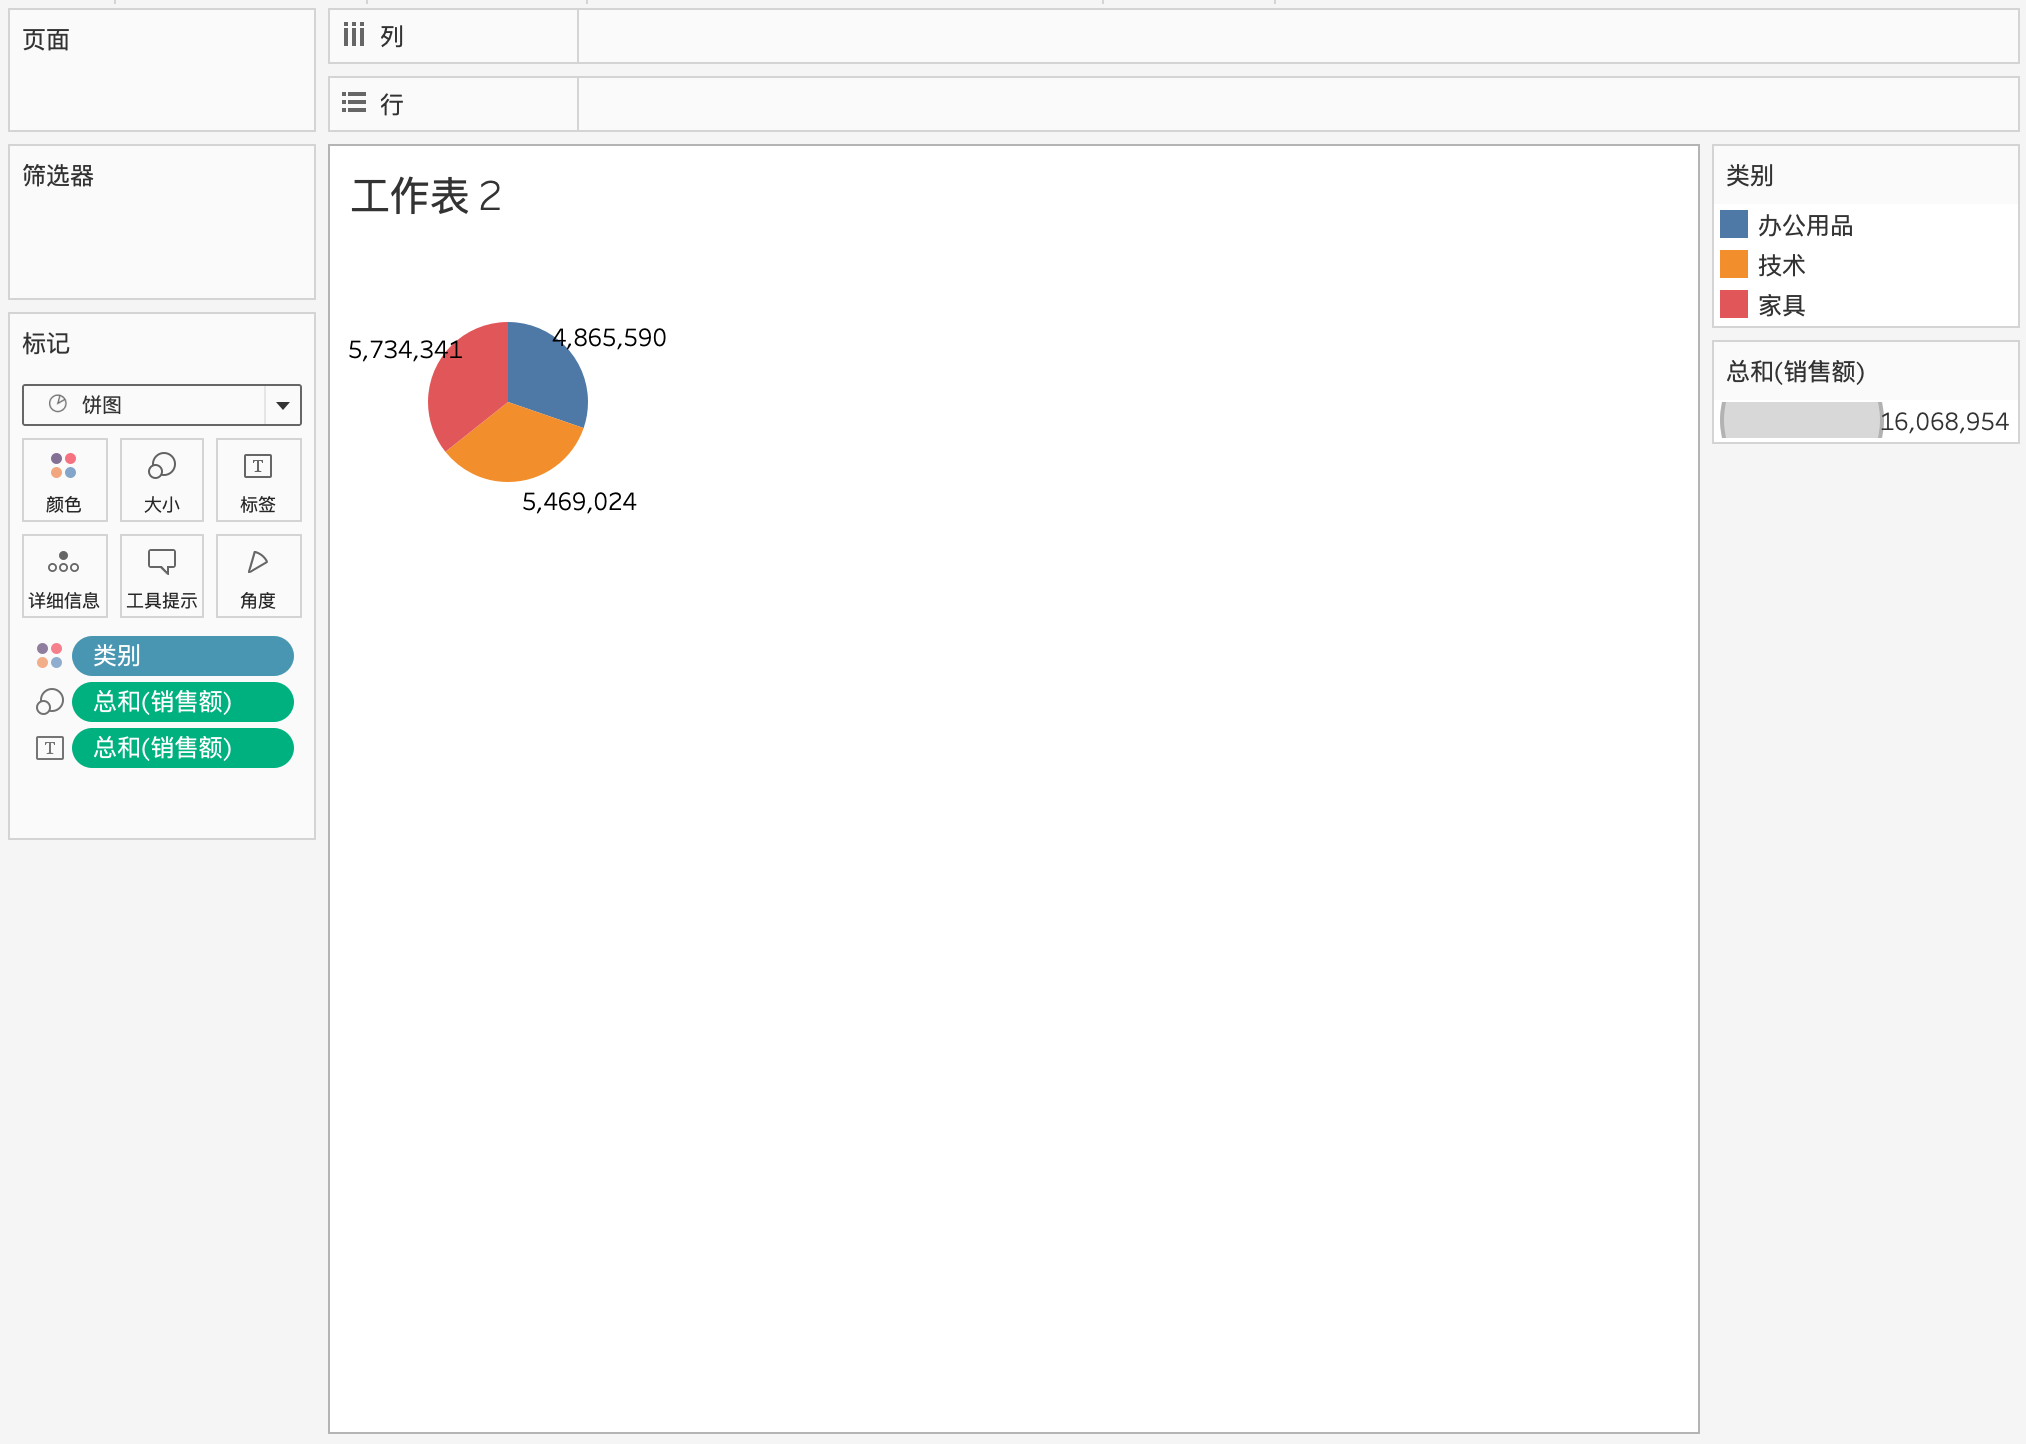 页面
列
行
筛选器
标记
饼图
颜色
大小
标签
T
详细信息
工具提示
角度
类别
总和(销售额)
T
总和(销售额)
工作表 2
5,734,341
4,865,590
5,469,024
类别
办公用品
技术
家具
总和(销售额)
16,068,954